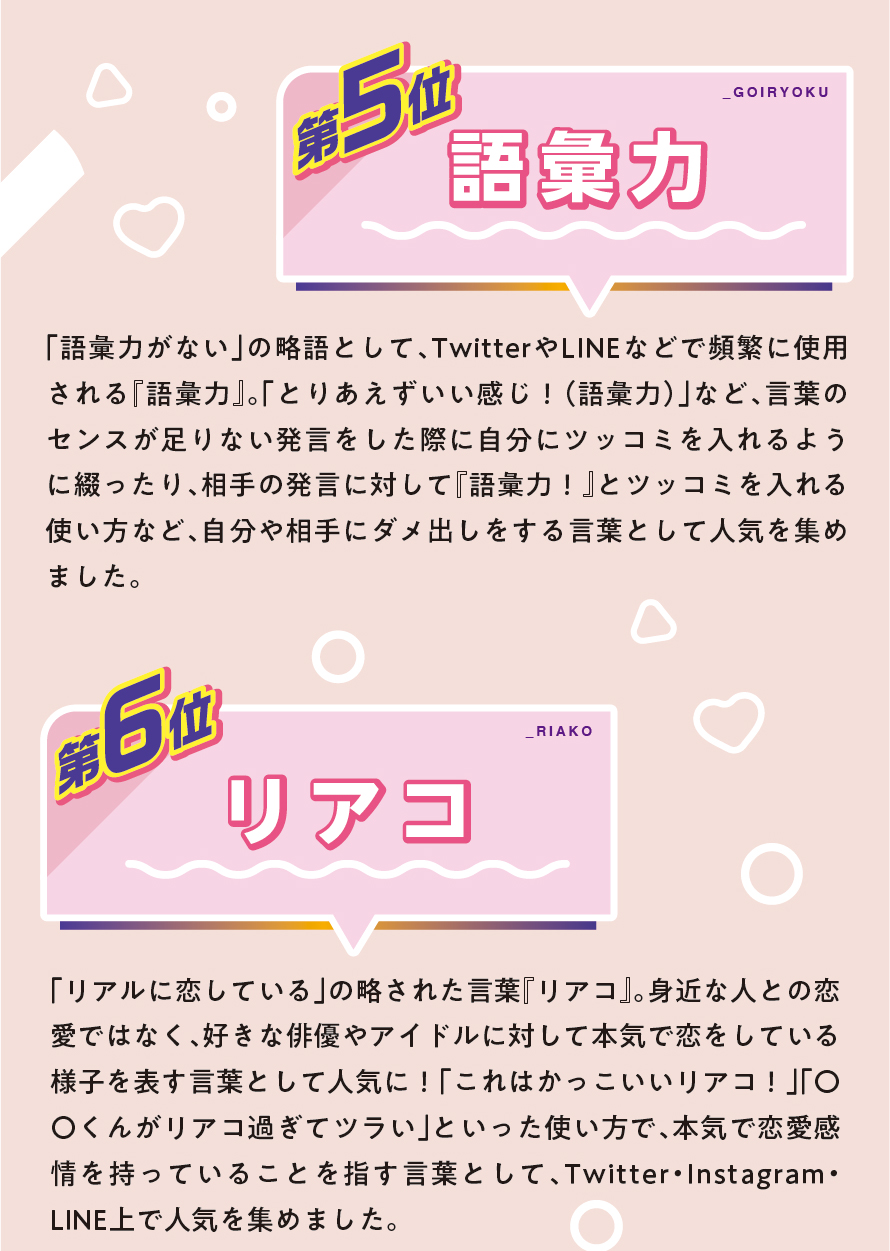 第5位
_GOIRYOKU
語彙力
「語彙力がない」の略語として、TwitterやLINEなどで頻繁に使用
される『語彙力』。「とりあえずいい感じ！（語彙力）」など、言葉の
センスが足りない発言をした際に自分にツッコミを入れるよう
に綴ったり、相手の発言に対して『語彙力！』とツッコミを入れる
使い方など、自分や相手にダメ出しをする言葉として人気を集め
ました。
第6位
_RIAKO
リアコ
「リアルに恋している」の略された言葉『リアコ』。身近な人との恋
愛ではなく、好きな俳優やアイドルに対して本気で恋をしている
様子を表す言葉として人気に！「これはかっこいいリアコ！」「〇
〇くんがリアコ過ぎてツラい」といった使い方で、本気で恋愛感
情を持っていることを指す言葉として、Twitter・Instagram・
LINE上で人気を集めました。